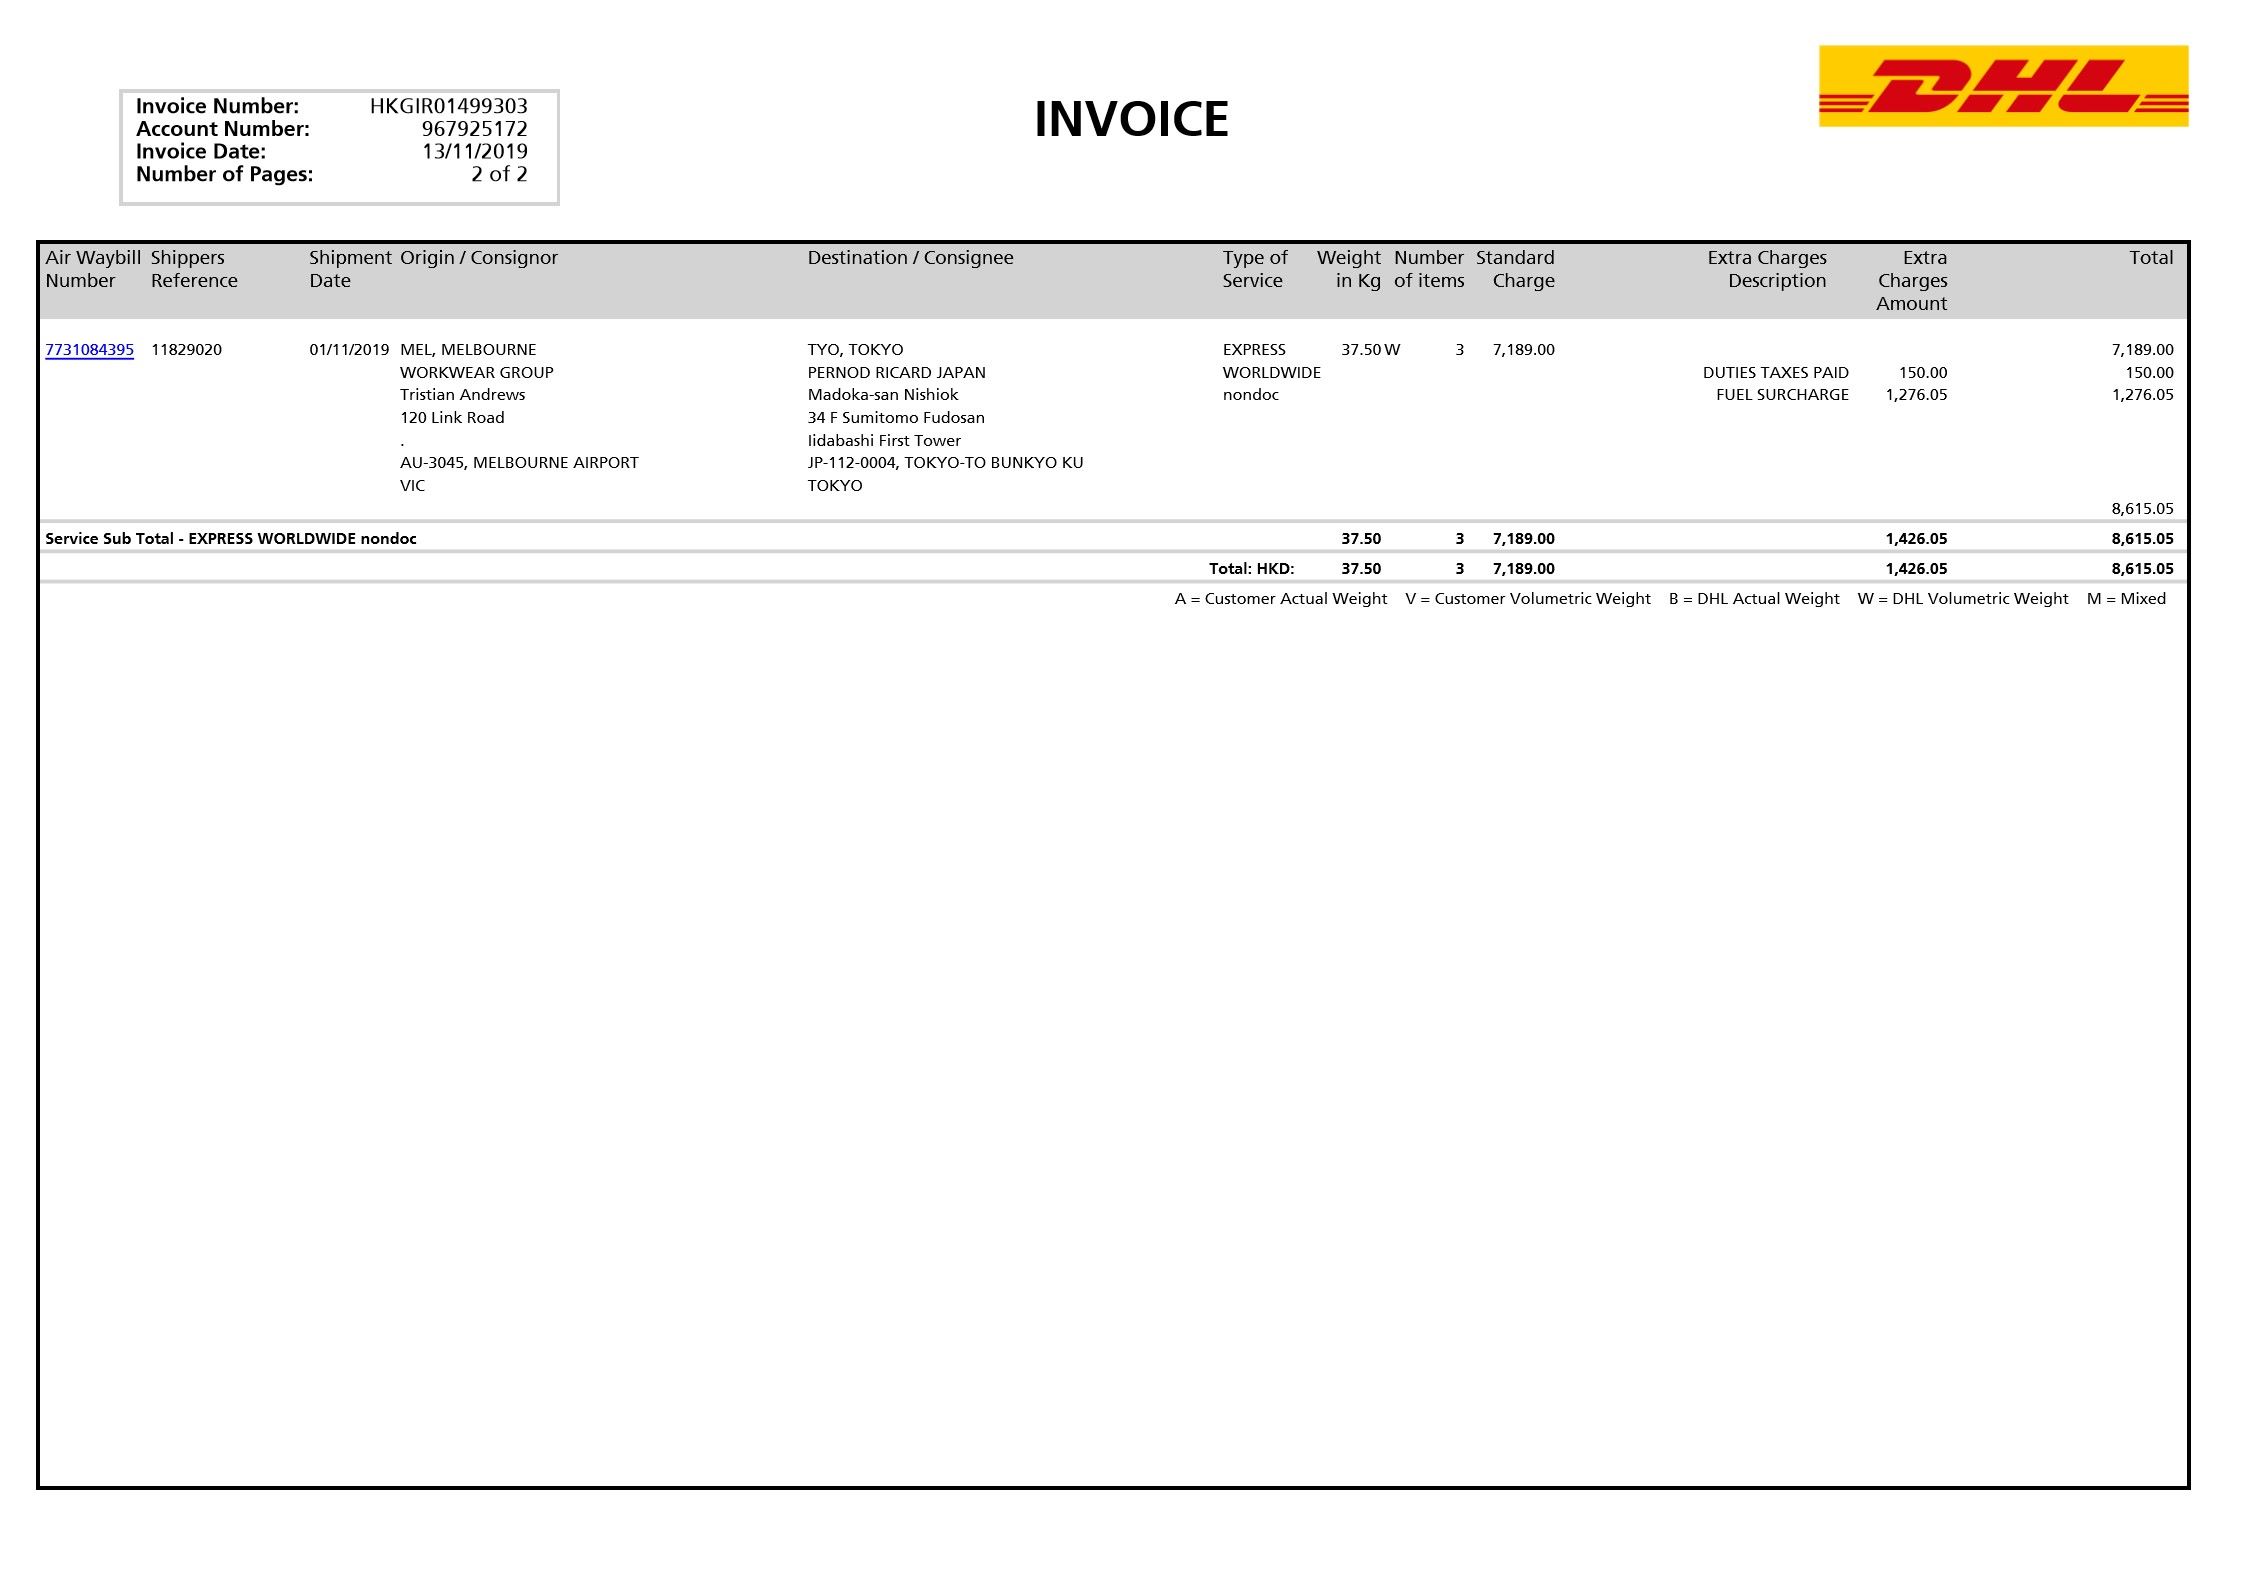 DHL
INVOICE
Invoice Number: HKGIR01499303
Account Number: 967925172
Invoice Date: 13/11/2019
Number of Pages: 2 of 2
Air Waybill Shippers Shipment Origin / Consignor Destination / Consignee Type of Weight Number Standard Extra Charges Extra Total
Number Reference Date Service in Kg of items Charge Description Charges
Amount
7731084395 11829020 01/11/2019 MEL, MELBOURNE TYO, TOKYO EXPRESS 37.50 W 3 7,189.00 7,189.00
WORKWEAR GROUP PERNOD RICARD JAPAN WORLDWIDE DUTIES TAXES PAID 150.00 150.00
Tristian Andrews Madoka-san Nishiok nondoc FUEL SURCHARGE 1,276.05 1,276.05
120 Link Road 34 F Sumitomo Fudosan
. Iidabashi First Tower
AU-3045, MELBOURNE AIRPORT JP-112-0004, TOKYO-TO BUNKYO KU
VIC TOKYO
8,615.05
Service Sub Total - EXPRESS WORLDWIDE nondoc 37.50 3 7,189.00 1,426.05 8,615.05
Total: HKD: 37.50 3 7,189.00 1,426.05 8,615.05
A = Customer Actual Weight V = Customer Volumetric Weight B = DHL Actual Weight W = DHL Volumetric Weight M = Mixed